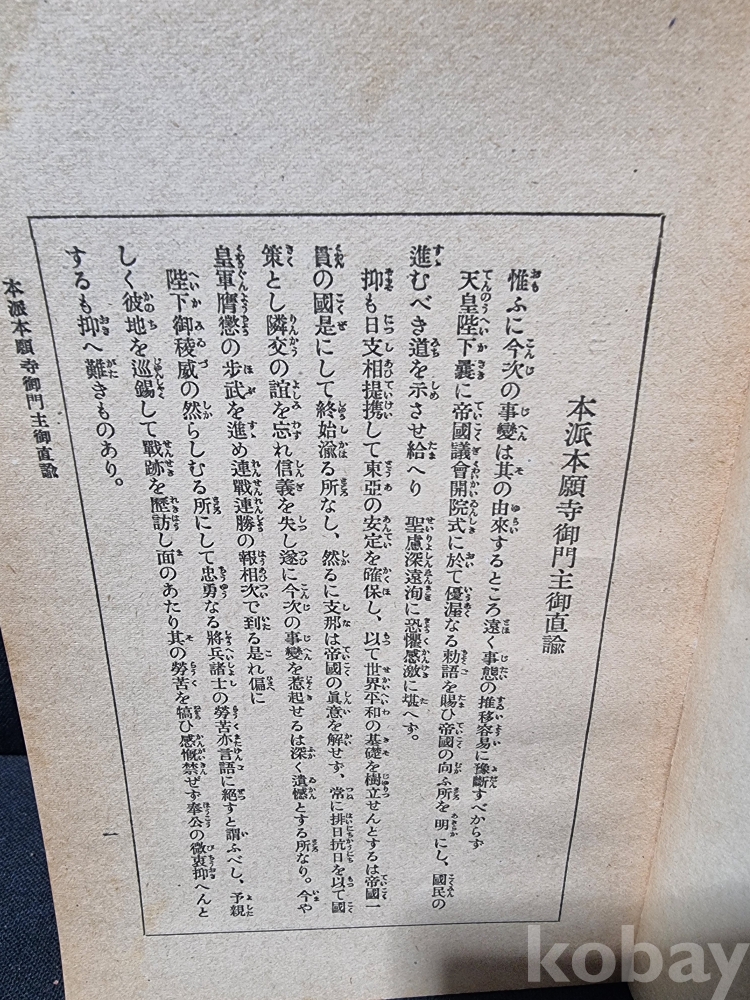 本派本願寺御門主御直諭
惟ふに今次の事變は其の由來するところ遠く事態の推移容易に豫斷すべからず
天皇陛下曩に帝國議會開院式に於て優渥なる勅語を賜ひ帝國の向ふ所を明にし、國民の
進むべき道を示させ給へり 聖慮深遠洵に恐懼感激に堪へず。
抑も日支相提携して東亞の安定を確保し、以て世界平和の基礎を樹立せんとするは帝國一
貫の國是にして終始渝る所なし、然るに支那は帝國の眞意を解せず、常に排日抗日を以て國
策とし隣交の誼を忘れ信義を失し遂に今次の事變を惹起せるは深く遺憾とする所なり。今や
皇軍膺懲の步武を進め連戰連勝の報相次で到る是れ偏に
陛下御稜威の然らしむる所にして忠勇なる將兵諸士の勞苦亦言語に絕すと謂ふべし、予親
しく彼地を巡錫して戰跡を歷訪し面のあたり其の勞苦を犒ひ感慨禁ぜず奉公の微衷抑へんと
するも抑へ難きものあり。
本派本願寺御門主御直諭
一
kobay